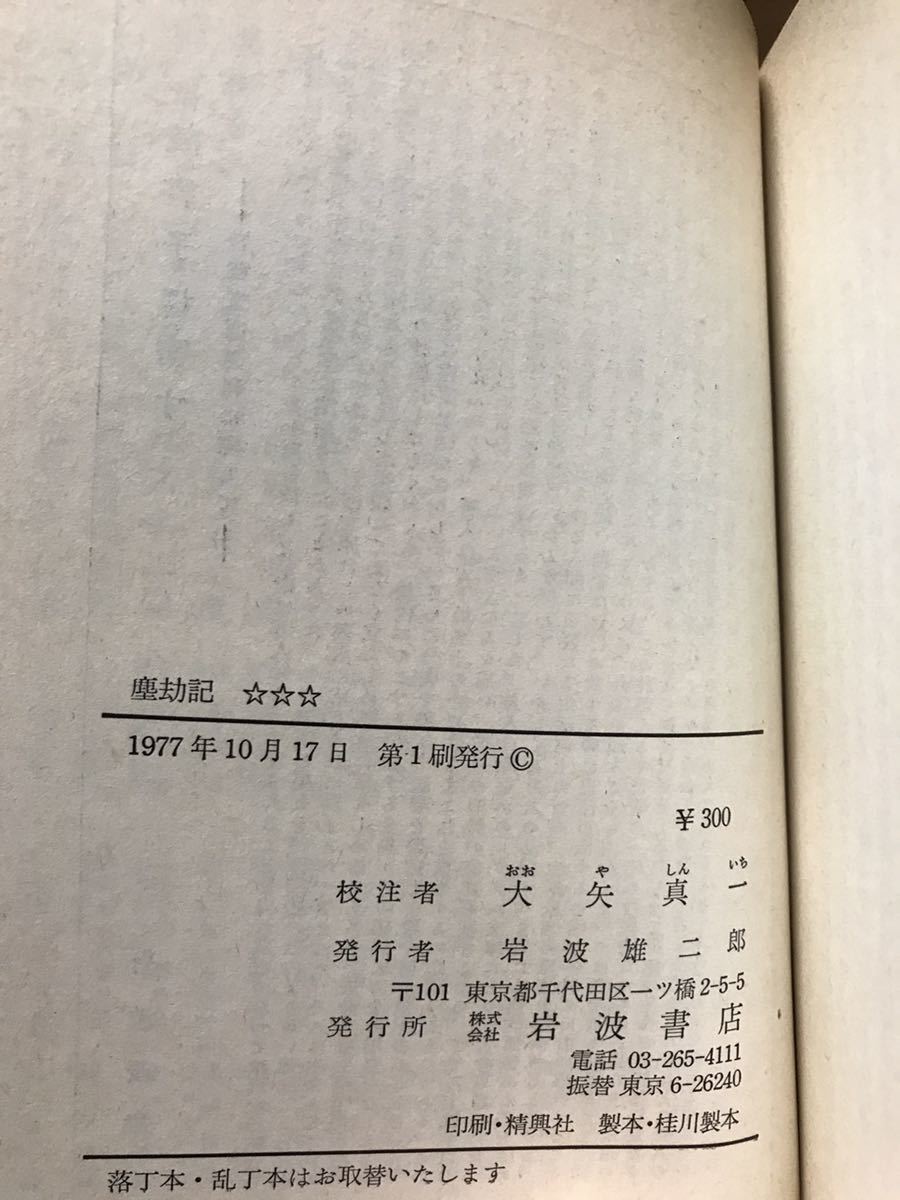 塵劫記 ☆☆☆
1977年10月17日 第1刷発行©
¥300
おお や しん いち
校注者 大矢真一
発行者 岩波雄二郎
〒101 東京都千代田区一ツ橋2-5-5
発行所 株式会社 岩波書店
電話 03-265-4111
振替 東京6-26240
印刷・精興社 製本・桂川製本
落丁本・乱丁本はお取替いたします